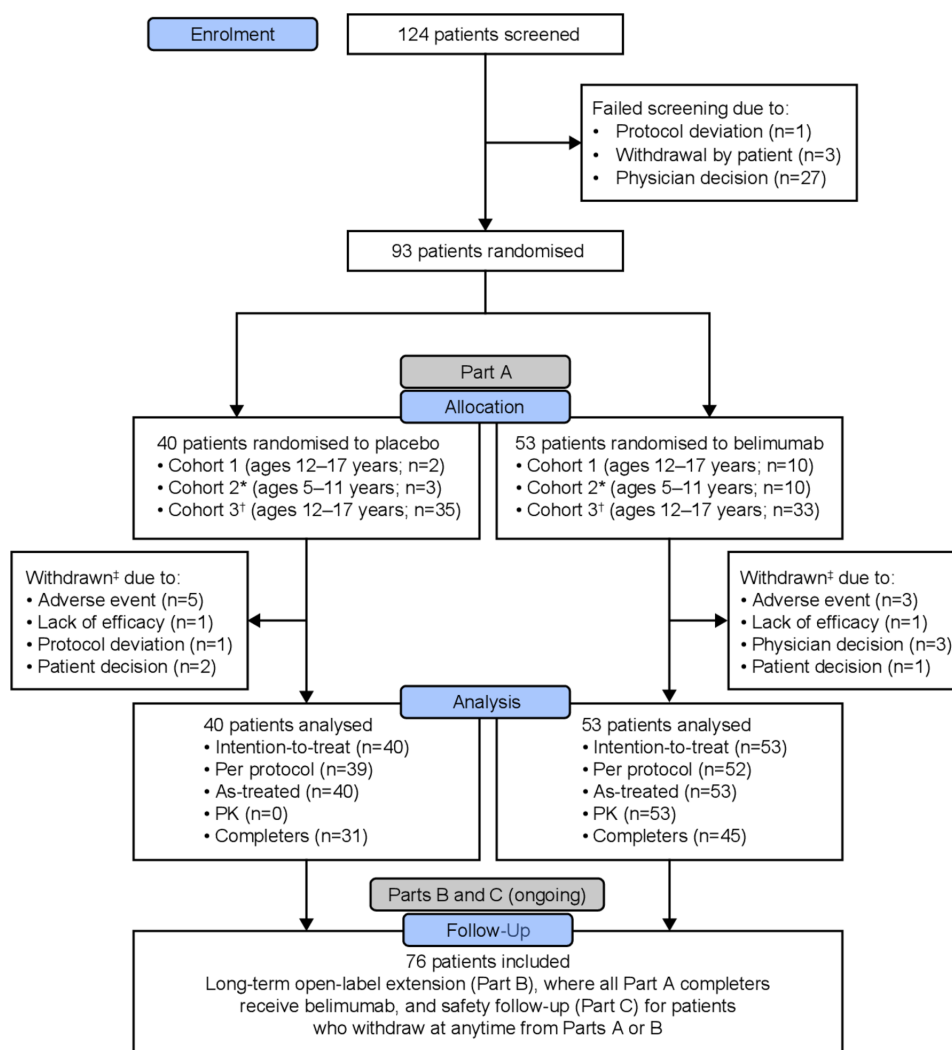 Enrolment
124 patients screened
Failed screening due to:
• Protocol deviation (n=1)
• Withdrawal by patient (n=3)
• Physician decision (n=27)
93 patients randomised
Part A
Allocation
40 patients randomised to placebo
• Cohort 1 (ages 12–17 years; n=2)
• Cohort 2* (ages 5–11 years; n=3)
• Cohort 3† (ages 12–17 years; n=35)
53 patients randomised to belimumab
• Cohort 1 (ages 12–17 years; n=10)
• Cohort 2* (ages 5–11 years; n=10)
• Cohort 3† (ages 12–17 years; n=33)
Withdrawn‡ due to:
• Adverse event (n=5)
• Lack of efficacy (n=1)
• Protocol deviation (n=1)
• Patient decision (n=2)
Withdrawn‡ due to:
• Adverse event (n=3)
• Lack of efficacy (n=1)
• Physician decision (n=3)
• Patient decision (n=1)
Analysis
40 patients analysed
• Intention-to-treat (n=40)
• Per protocol (n=39)
• As-treated (n=40)
• PK (n=0)
• Completers (n=31)
53 patients analysed
• Intention-to-treat (n=53)
• Per protocol (n=52)
• As-treated (n=53)
• PK (n=53)
• Completers (n=45)
Parts B and C (ongoing)
Follow-Up
76 patients included
Long-term open-label extension (Part B), where all Part A completers
receive belimumab, and safety follow-up (Part C) for patients
who withdraw at anytime from Parts A or B